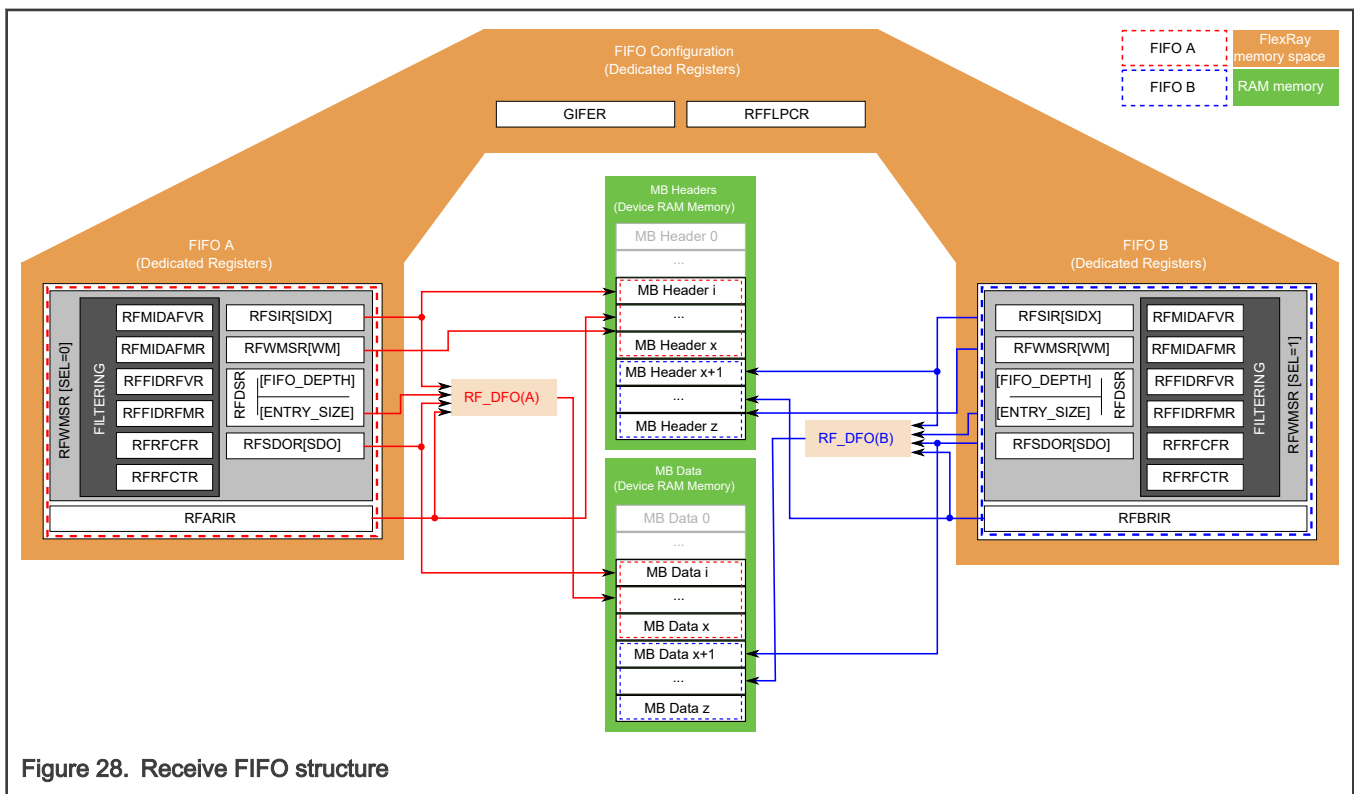 FIFO Configuration
(Dedicated Registers)
GIFER
RFFLPCR
FIFO A
FlexRay
memory space
FIFO B
RAM memory
FIFO A
(Dedicated Registers)
RFWMSR [SEL=0]
FILTERING
RFMIDAFVR
RFMIDAFMR
RFFIDRFVR
RFFIDRFMR
RFRFCFR
RFRFCTR
RFSIR[SIDX]
RFWMSR[WM]
RFDSR
[FIFO_DEPTH]
[ENTRY_SIZE]
RFSDOR[SDO]
RFARIR
RF_DFO(A)
MB Headers
(Device RAM Memory)
MB Header 0
...
MB Header i
...
MB Header x
MB Header x+1
...
MB Header z
MB Data
(Device RAM Memory)
MB Data 0
...
MB Data i
...
MB Data x
MB Data x+1
...
MB Data z
RF_DFO(B)
FIFO B
(Dedicated Registers)
RFSIR[SIDX]
RFWMSR[WM]
[FIFO_DEPTH]
[ENTRY_SIZE]
RFDSR
RFSDOR[SDO]
RFMIDAFVR
RFMIDAFMR
RFFIDRFVR
RFFIDRFMR
RFRFCFR
RFRFCTR
FILTERING
RFWMSR [SEL=1]
RFBRIR
Figure 28. Receive FIFO structure